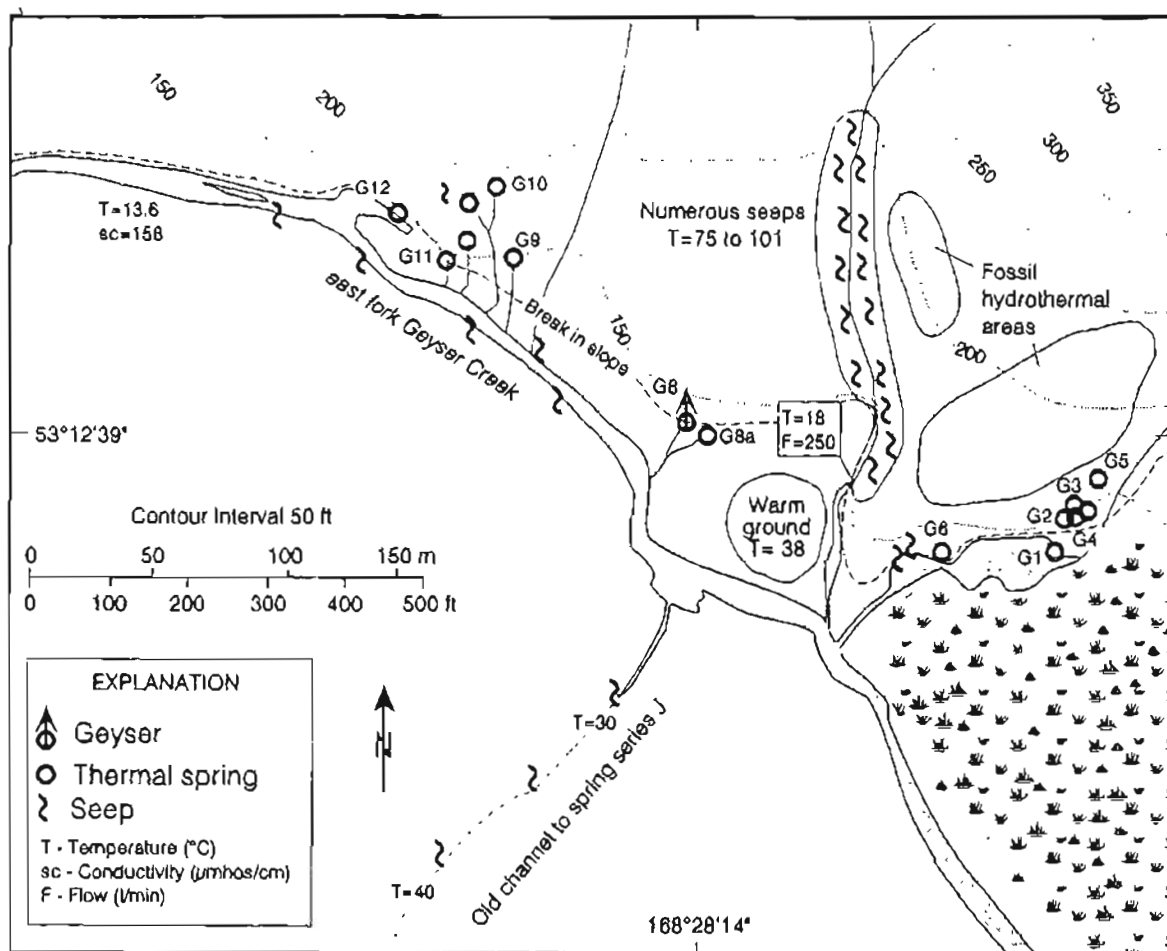 150
200
350
300
250
G12
G10
T=13.6
sc=156
G11
G9
Numerous seeps
T=75 to 101
Fossil
hydrothermal
areas
east fork Geyser Creek
Break in slope
150
200
G8
G8a
T=18
F=250
53°12'39"
G5
G3
G2
G4
G6
G1
Warm
ground
T= 38
Contour Interval 50 ft
0 50 100 150 m
0 100 200 300 400 500 ft
EXPLANATION
Geyser
Thermal spring
Seep
T - Temperature (°C)
sc - Conductivity (µmhos/cm)
F - Flow (l/min)
N
T=30
T=40
Old channel to spring series J
168°28'14"